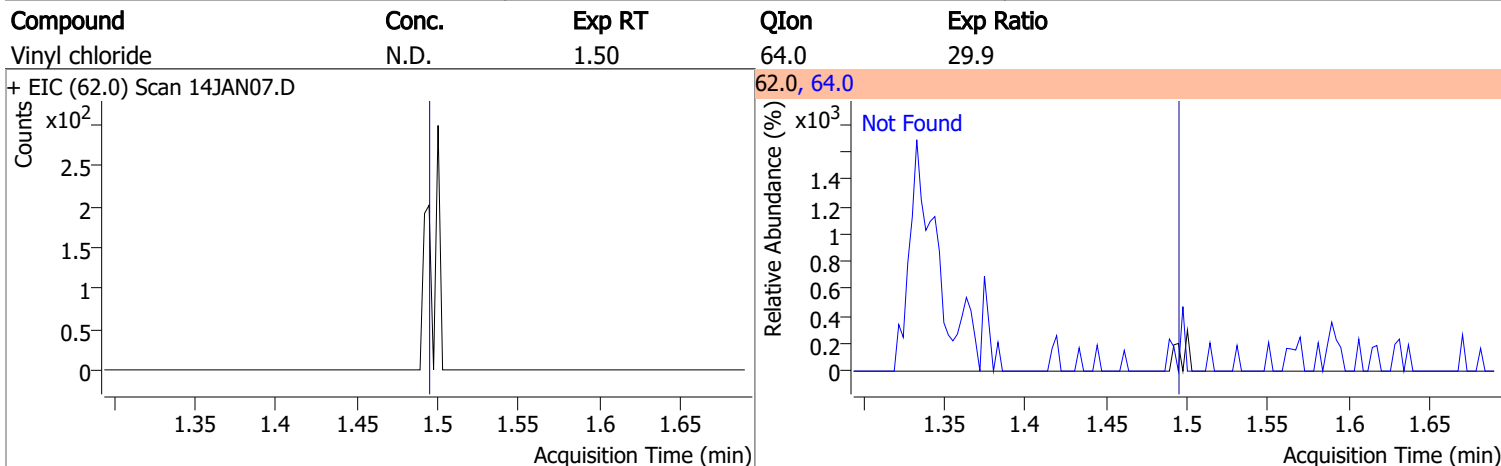 Compound Conc. Exp RT QIon Exp Ratio
Vinyl chloride N.D. 1.50 64.0 29.9
+ EIC (62.0) Scan 14JAN07.D
Counts
x10²
2.5
2
1.5
1
0.5
0
1.35 1.4 1.45 1.5 1.55 1.6 1.65
Acquisition Time (min)
62.0, 64.0
Relative Abundance (%)
x10³
Not Found
1.4
1.2
1
0.8
0.6
0.4
0.2
0
1.35 1.4 1.45 1.5 1.55 1.6 1.65
Acquisition Time (min)